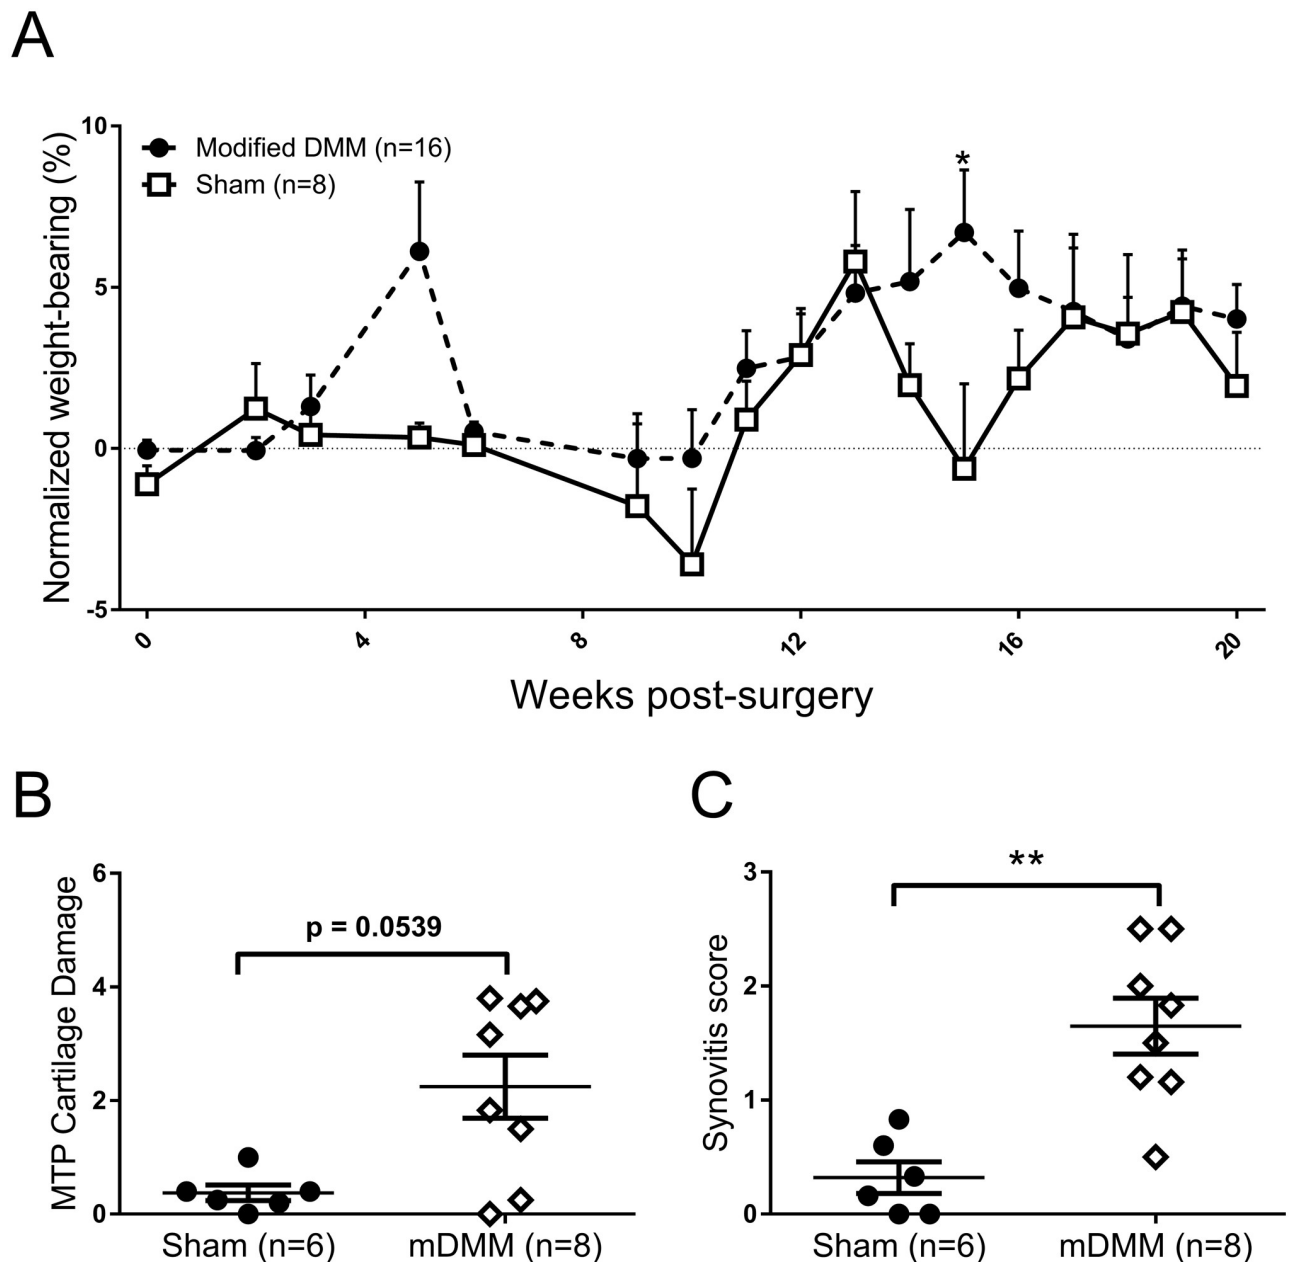 A
Normalized weight-bearing (%)
10
5
0
-5
Modified DMM (n=16)
Sham (n=8)
*
0 4 8 12 16 20
Weeks post-surgery
B
MTP Cartilage Damage
6
4
2
0
p = 0.0539
Sham (n=6) mDMM (n=8)
C
Synovitis score
3
2
1
0
**
Sham (n=6) mDMM (n=8)